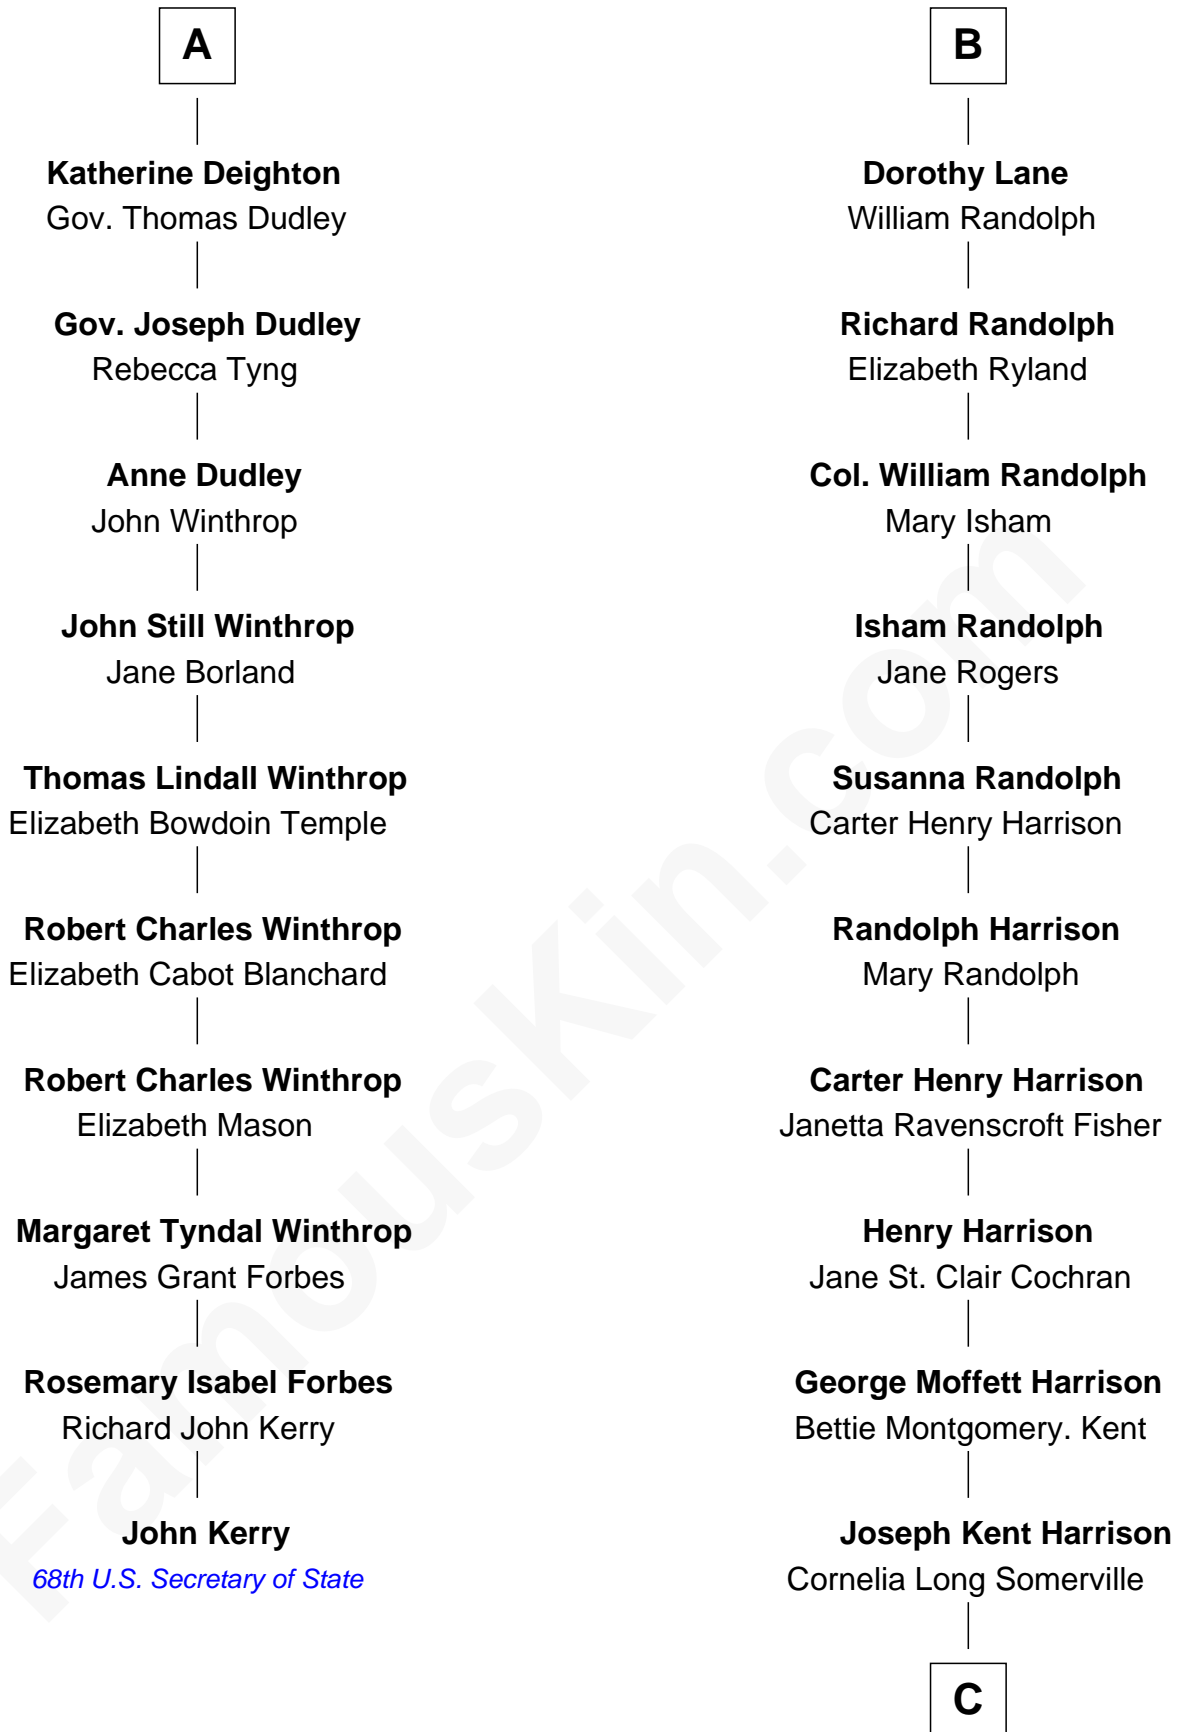 A
Katherine Deighton
Gov. Thomas Dudley
Gov. Joseph Dudley
Rebecca Tyng
Anne Dudley
John Winthrop
John Still Winthrop
Jane Borland
Thomas Lindall Winthrop
Elizabeth Bowdoin Temple
Robert Charles Winthrop
Elizabeth Cabot Blanchard
Robert Charles Winthrop
Elizabeth Mason
Margaret Tyndal Winthrop
James Grant Forbes
Rosemary Isabel Forbes
Richard John Kerry
John Kerry
68th U.S. Secretary of State
B
Dorothy Lane
William Randolph
Richard Randolph
Elizabeth Ryland
Col. William Randolph
Mary Isham
Isham Randolph
Jane Rogers
Susanna Randolph
Carter Henry Harrison
Randolph Harrison
Mary Randolph
Carter Henry Harrison
Janetta Ravenscroft Fisher
Henry Harrison
Jane St. Clair Cochran
George Moffett Harrison
Bettie Montgomery. Kent
Joseph Kent Harrison
Cornelia Long Somerville
C
FamousKin.com